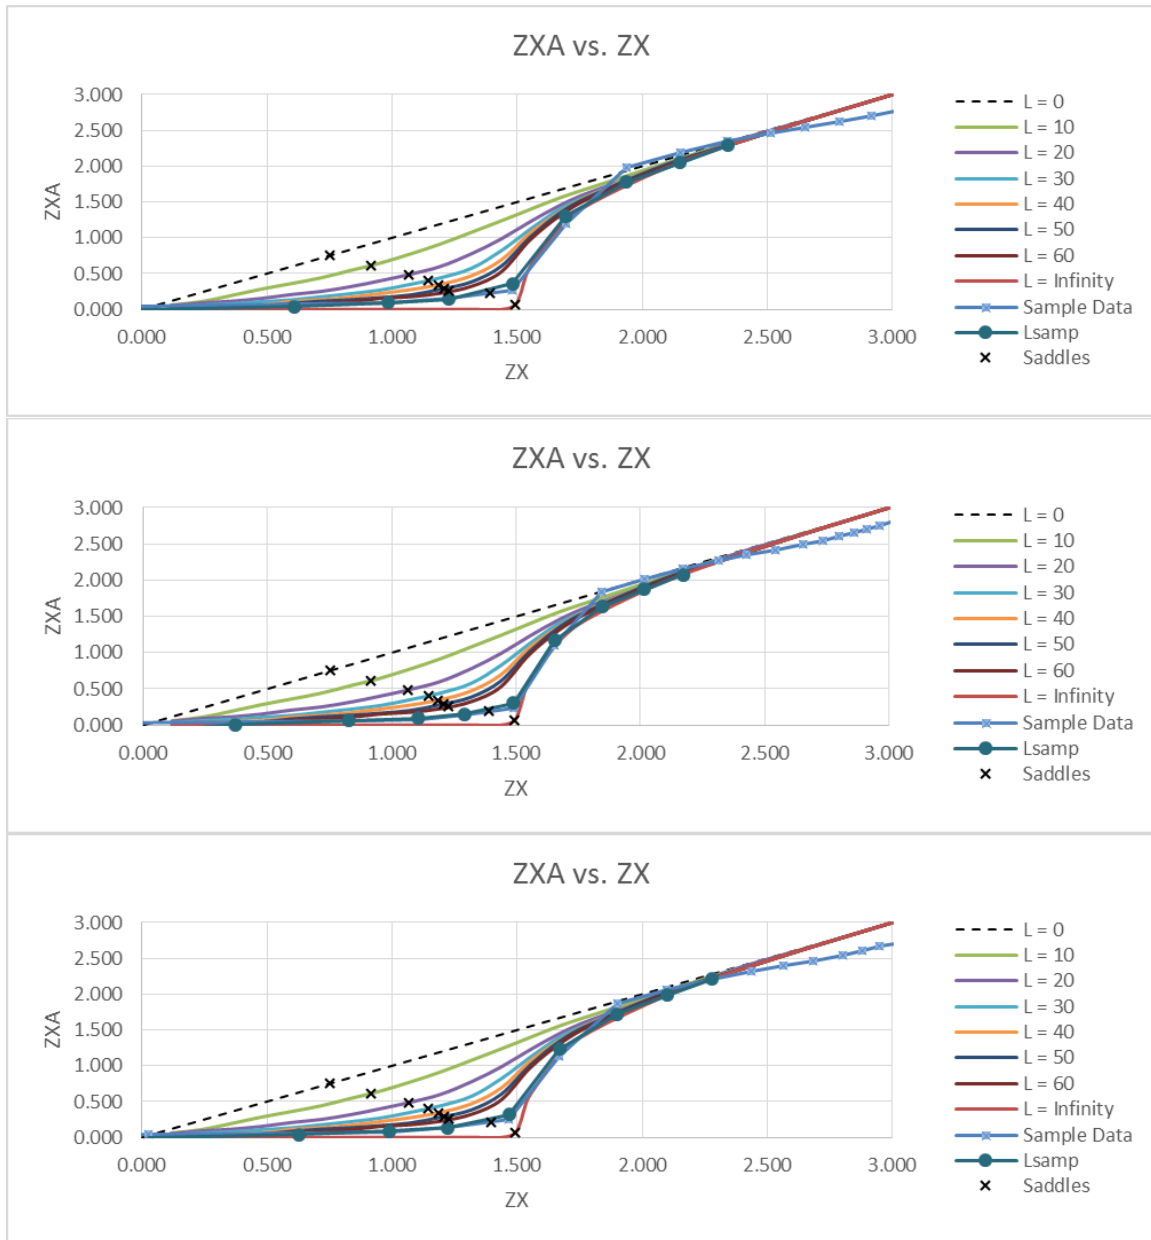 ZXA vs. ZX
3.000
2.500
2.000
1.500
1.000
0.500
0.000
ZXA
0.000 0.500 1.000 1.500 2.000 2.500 3.000
ZX
L = 0
L = 10
L = 20
L = 30
L = 40
L = 50
L = 60
L = Infinity
Sample Data
Lsamp
Saddles
ZXA vs. ZX
3.000
2.500
2.000
1.500
1.000
0.500
0.000
ZXA
0.000 0.500 1.000 1.500 2.000 2.500 3.000
ZX
L = 0
L = 10
L = 20
L = 30
L = 40
L = 50
L = 60
L = Infinity
Sample Data
Lsamp
Saddles
ZXA vs. ZX
3.000
2.500
2.000
1.500
1.000
0.500
0.000
ZXA
0.000 0.500 1.000 1.500 2.000 2.500 3.000
ZX
L = 0
L = 10
L = 20
L = 30
L = 40
L = 50
L = 60
L = Infinity
Sample Data
Lsamp
Saddles